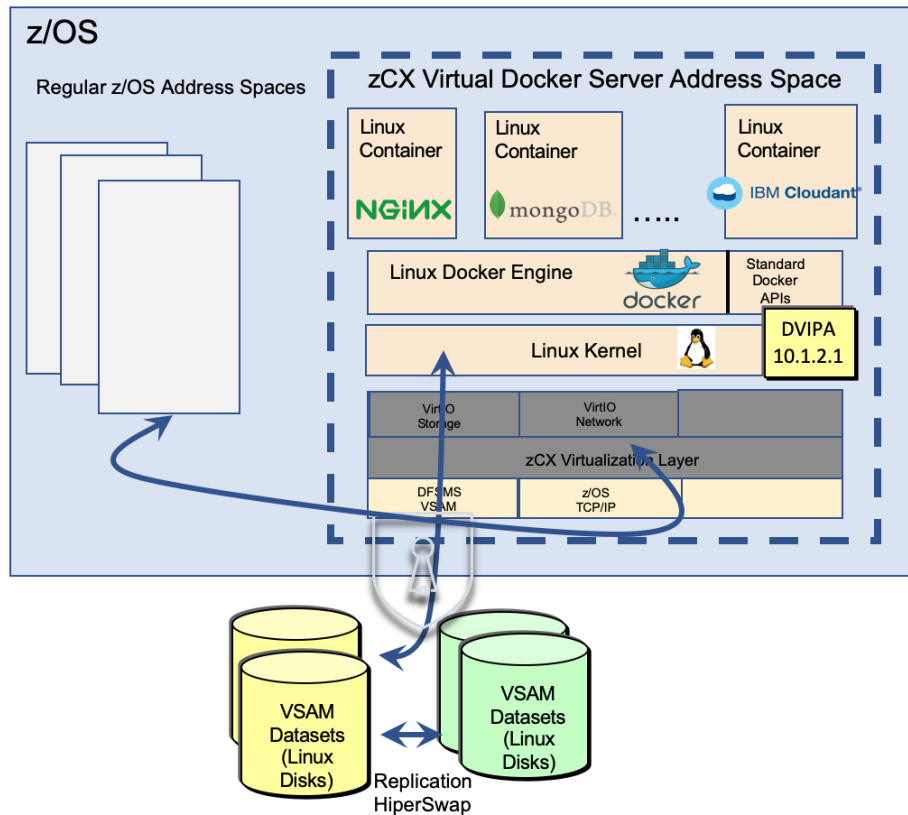 z/OS
Regular z/OS Address Spaces
zCX Virtual Docker Server Address Space
Linux
Container
NGiNX
Linux
Container
mongoDB
.....
Linux
Container
IBM Cloudant
Linux Docker Engine
docker
Standard
Docker
APIs
Linux Kernel
DVIPA
10.1.2.1
VirtIO
Storage
VirtIO
Network
zCX Virtualization Layer
DFSMS
VSAM
z/OS
TCP/IP
VSAM
Datasets
(Linux
Disks)
VSAM
Datasets
(Linux
Disks)
Replication
HiperSwap